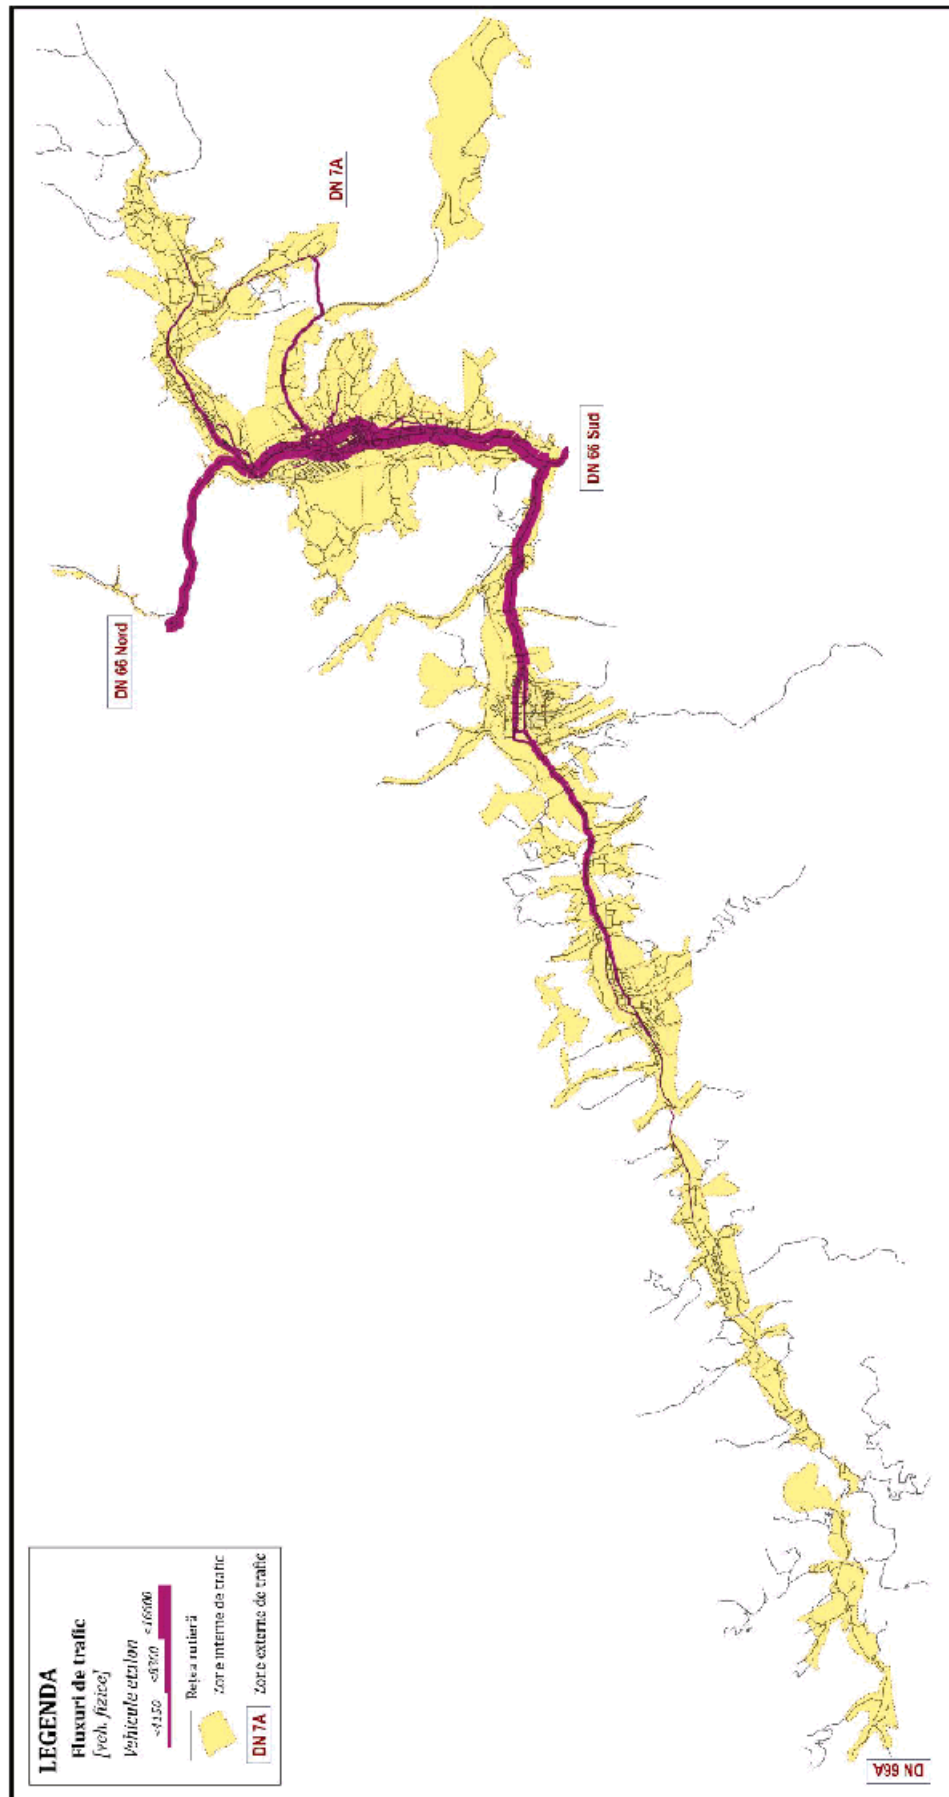 LEGENDA
Fluxuri de trafic
[veh. fizice]
Vehicule etalon
<4150 <8300 <16600
Rețea rutieră
Zone interne de trafic
DN 7A Zone externe de trafic
DN 66 Nord
DN 7A
DN 66 Sud
DN 66A